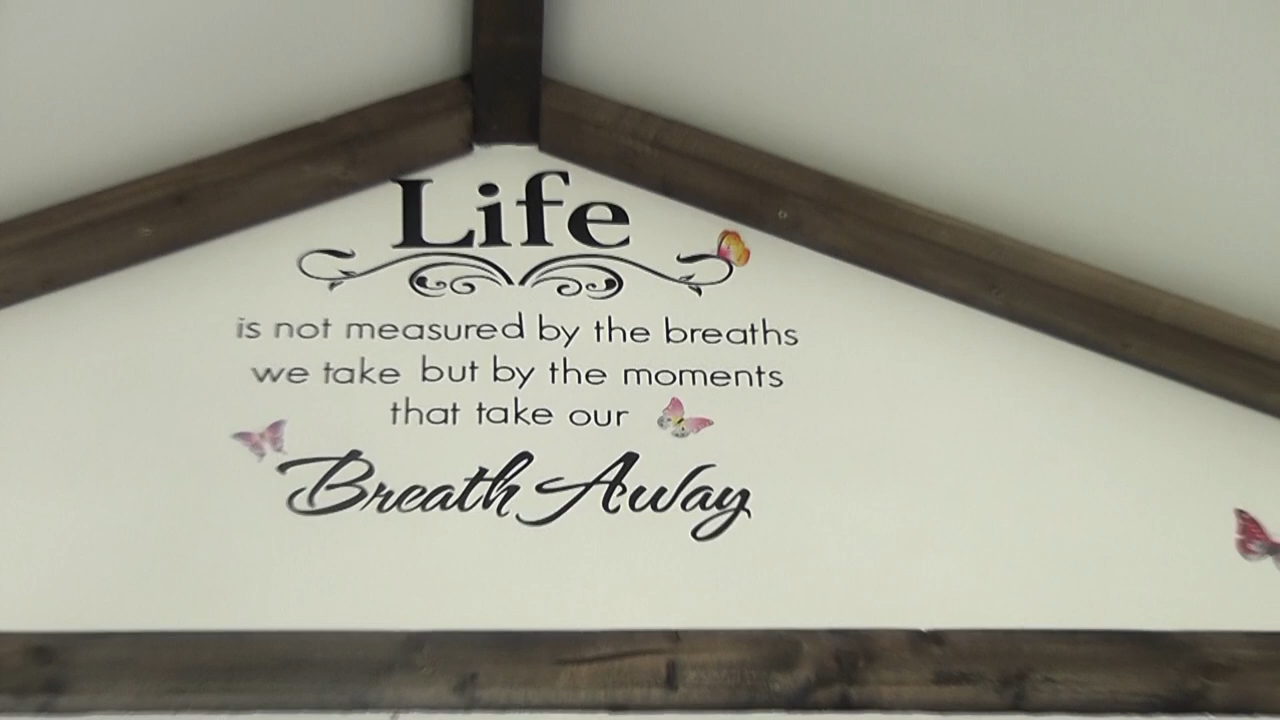 Life
is not measured by the breaths
we take but by the moments
that take our
Breath Away